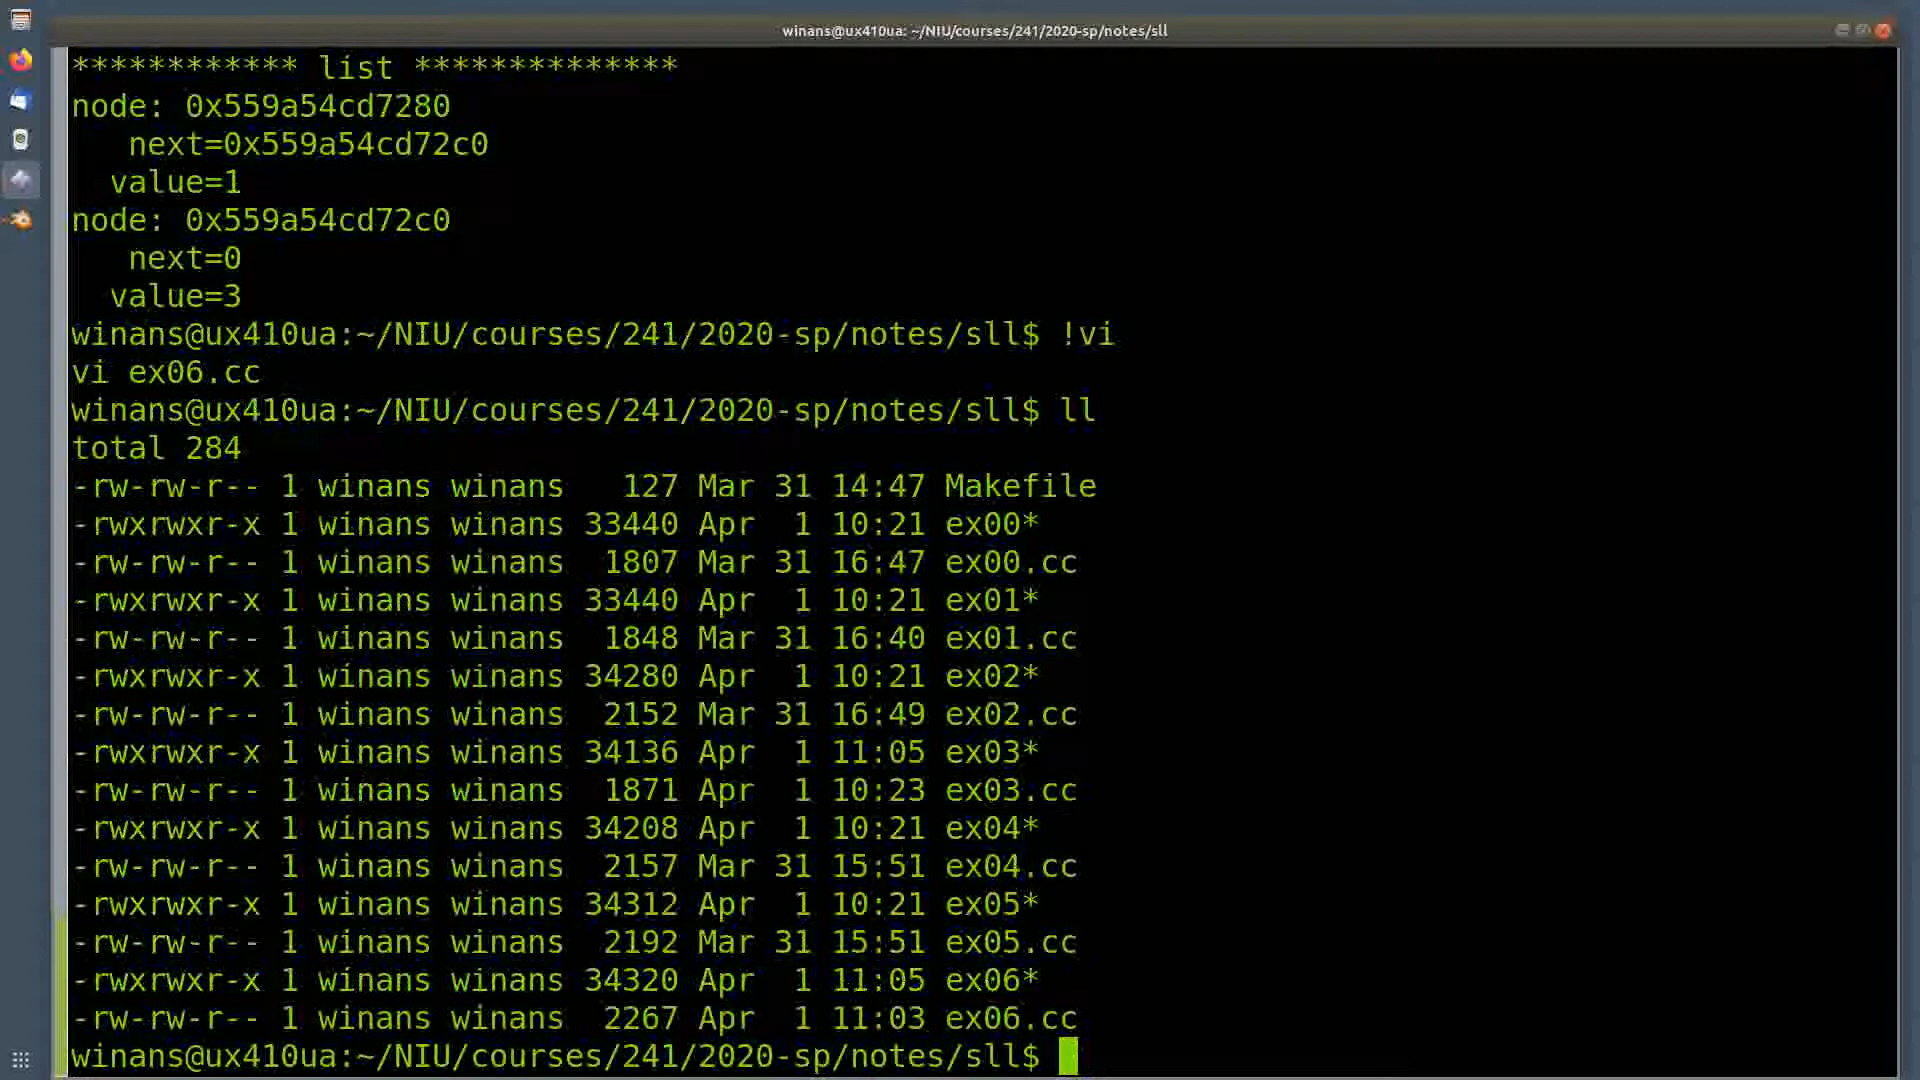 winans@ux410ua: ~/NIU/courses/241/2020-sp/notes/sll
************ list **************
node: 0x559a54cd7280
   next=0x559a54cd72c0
  value=1
node: 0x559a54cd72c0
   next=0
  value=3
winans@ux410ua:~/NIU/courses/241/2020-sp/notes/sll$ !vi
vi ex06.cc
winans@ux410ua:~/NIU/courses/241/2020-sp/notes/sll$ ll
total 284
-rw-rw-r-- 1 winans winans   127 Mar 31 14:47 Makefile
-rwxrwxr-x 1 winans winans 33440 Apr  1 10:21 ex00*
-rw-rw-r-- 1 winans winans  1807 Mar 31 16:47 ex00.cc
-rwxrwxr-x 1 winans winans 33440 Apr  1 10:21 ex01*
-rw-rw-r-- 1 winans winans  1848 Mar 31 16:40 ex01.cc
-rwxrwxr-x 1 winans winans 34280 Apr  1 10:21 ex02*
-rw-rw-r-- 1 winans winans  2152 Mar 31 16:49 ex02.cc
-rwxrwxr-x 1 winans winans 34136 Apr  1 11:05 ex03*
-rw-rw-r-- 1 winans winans  1871 Apr  1 10:23 ex03.cc
-rwxrwxr-x 1 winans winans 34208 Apr  1 10:21 ex04*
-rw-rw-r-- 1 winans winans  2157 Mar 31 15:51 ex04.cc
-rwxrwxr-x 1 winans winans 34312 Apr  1 10:21 ex05*
-rw-rw-r-- 1 winans winans  2192 Mar 31 15:51 ex05.cc
-rwxrwxr-x 1 winans winans 34320 Apr  1 11:05 ex06*
-rw-rw-r-- 1 winans winans  2267 Apr  1 11:03 ex06.cc
winans@ux410ua:~/NIU/courses/241/2020-sp/notes/sll$